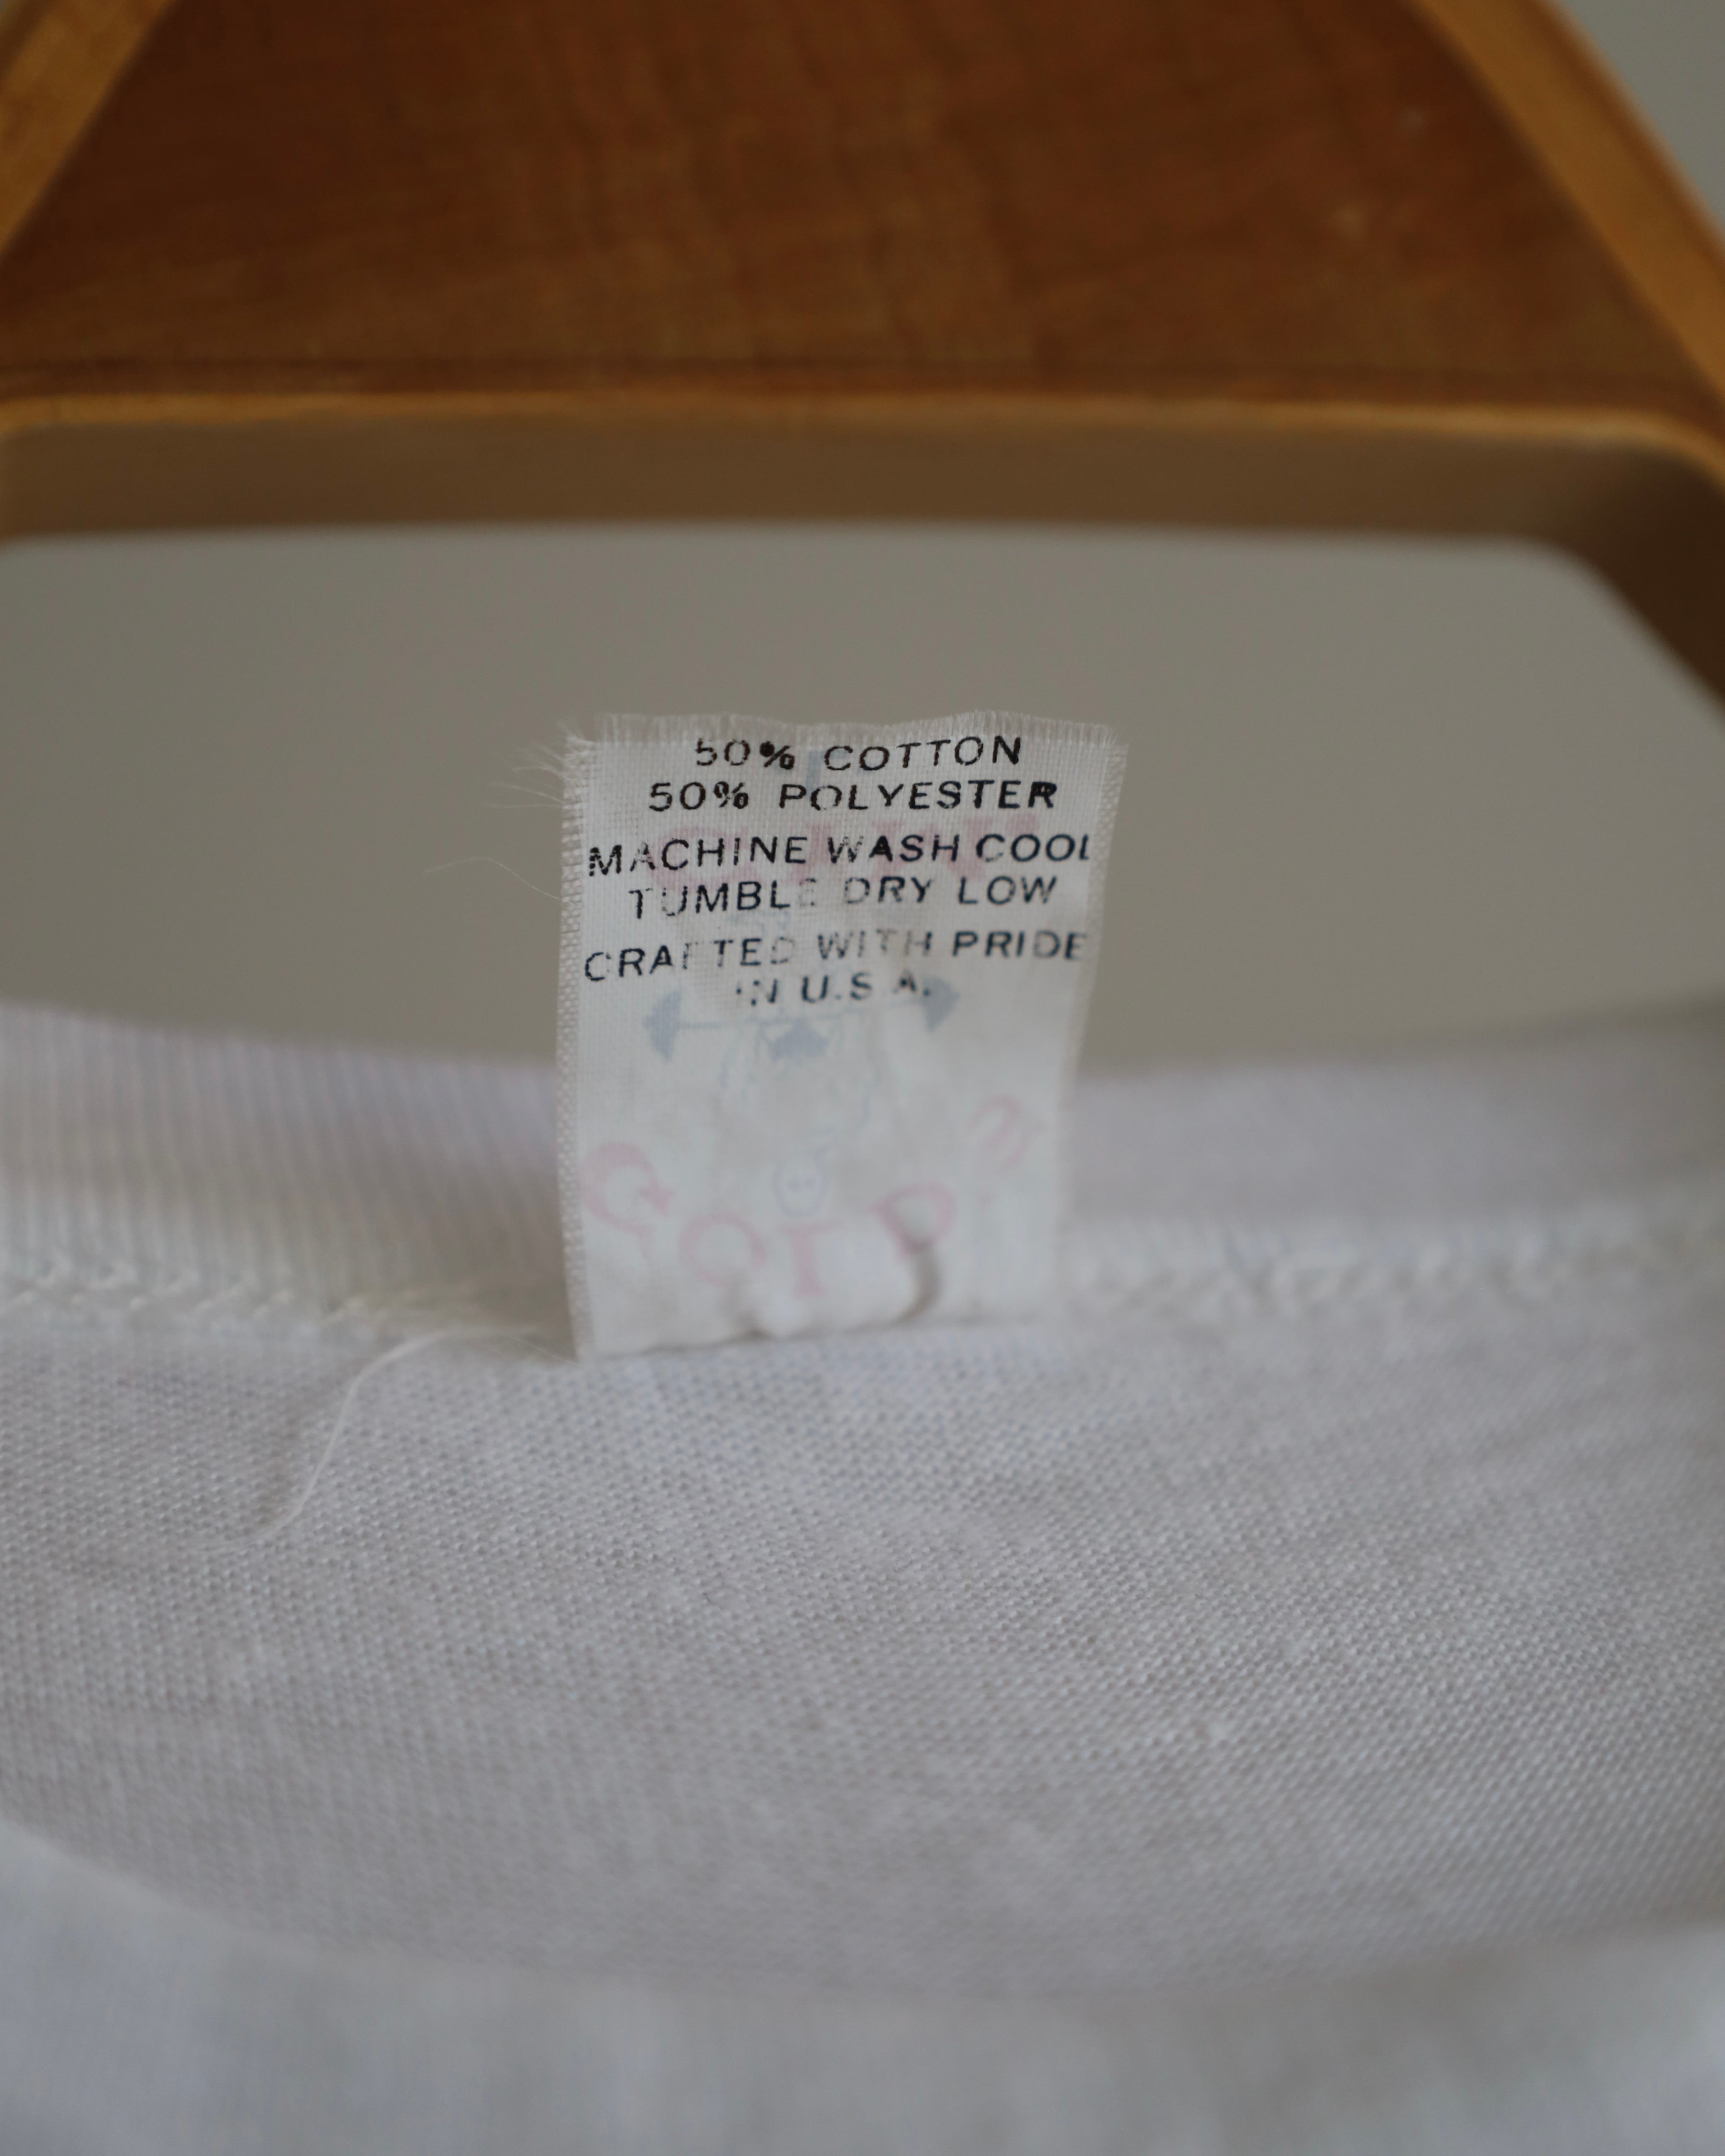 50% COTTON
50% POLYESTER
MACHINE WASH COOL
TUMBLE DRY LOW
CRAFTED WITH PRIDE
IN U.S.A.